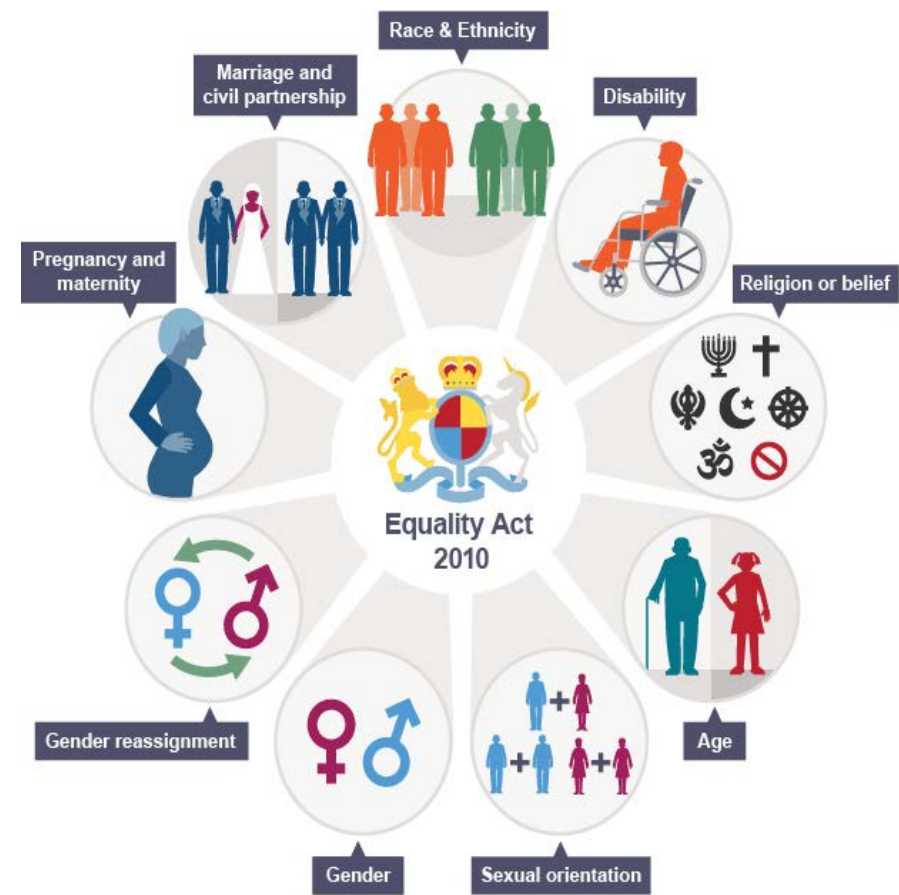 Race & Ethnicity
Marriage and
civil partnership
Disability
Pregnancy and
maternity
Religion or belief
Equality Act
2010
Gender reassignment
Age
Gender
Sexual orientation